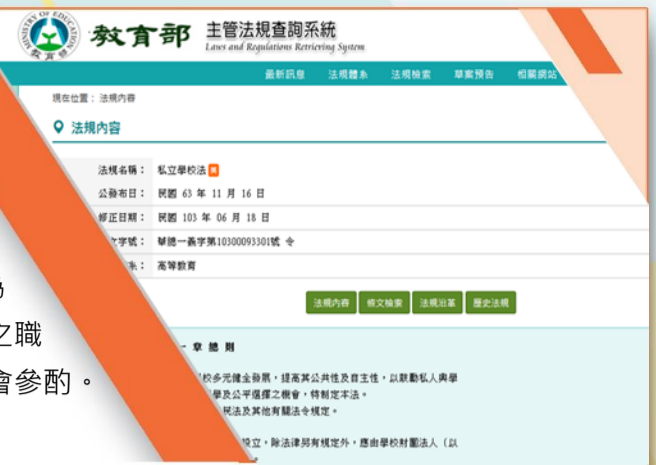 MINISTRY OF EDUCATION
教育部
教育部 主管法規查詢系統
Laws and Regulations Retrieving System
最新訊息 法規體系 法規檢索 草案預告 相關網站
現在位置： 法規內容
法規內容
法規名稱： 私立學校法
公發布日： 民國 63 年 11 月 16 日
修正日期： 民國 103 年 06 月 18 日
文字號： 華總一義字第10300093301號 令
高等教育
法規內容 條文檢索 法規沿革 歷史法規
之職
會參酌。
一 章 總 則
校多元健全發展，提高其公共性及自主性，以鼓勵私人興學
學及公平選擇之機會，特制定本法。
民法及其他有關法令規定。
設立，除法律另有規定外，應由學校財團法人（以